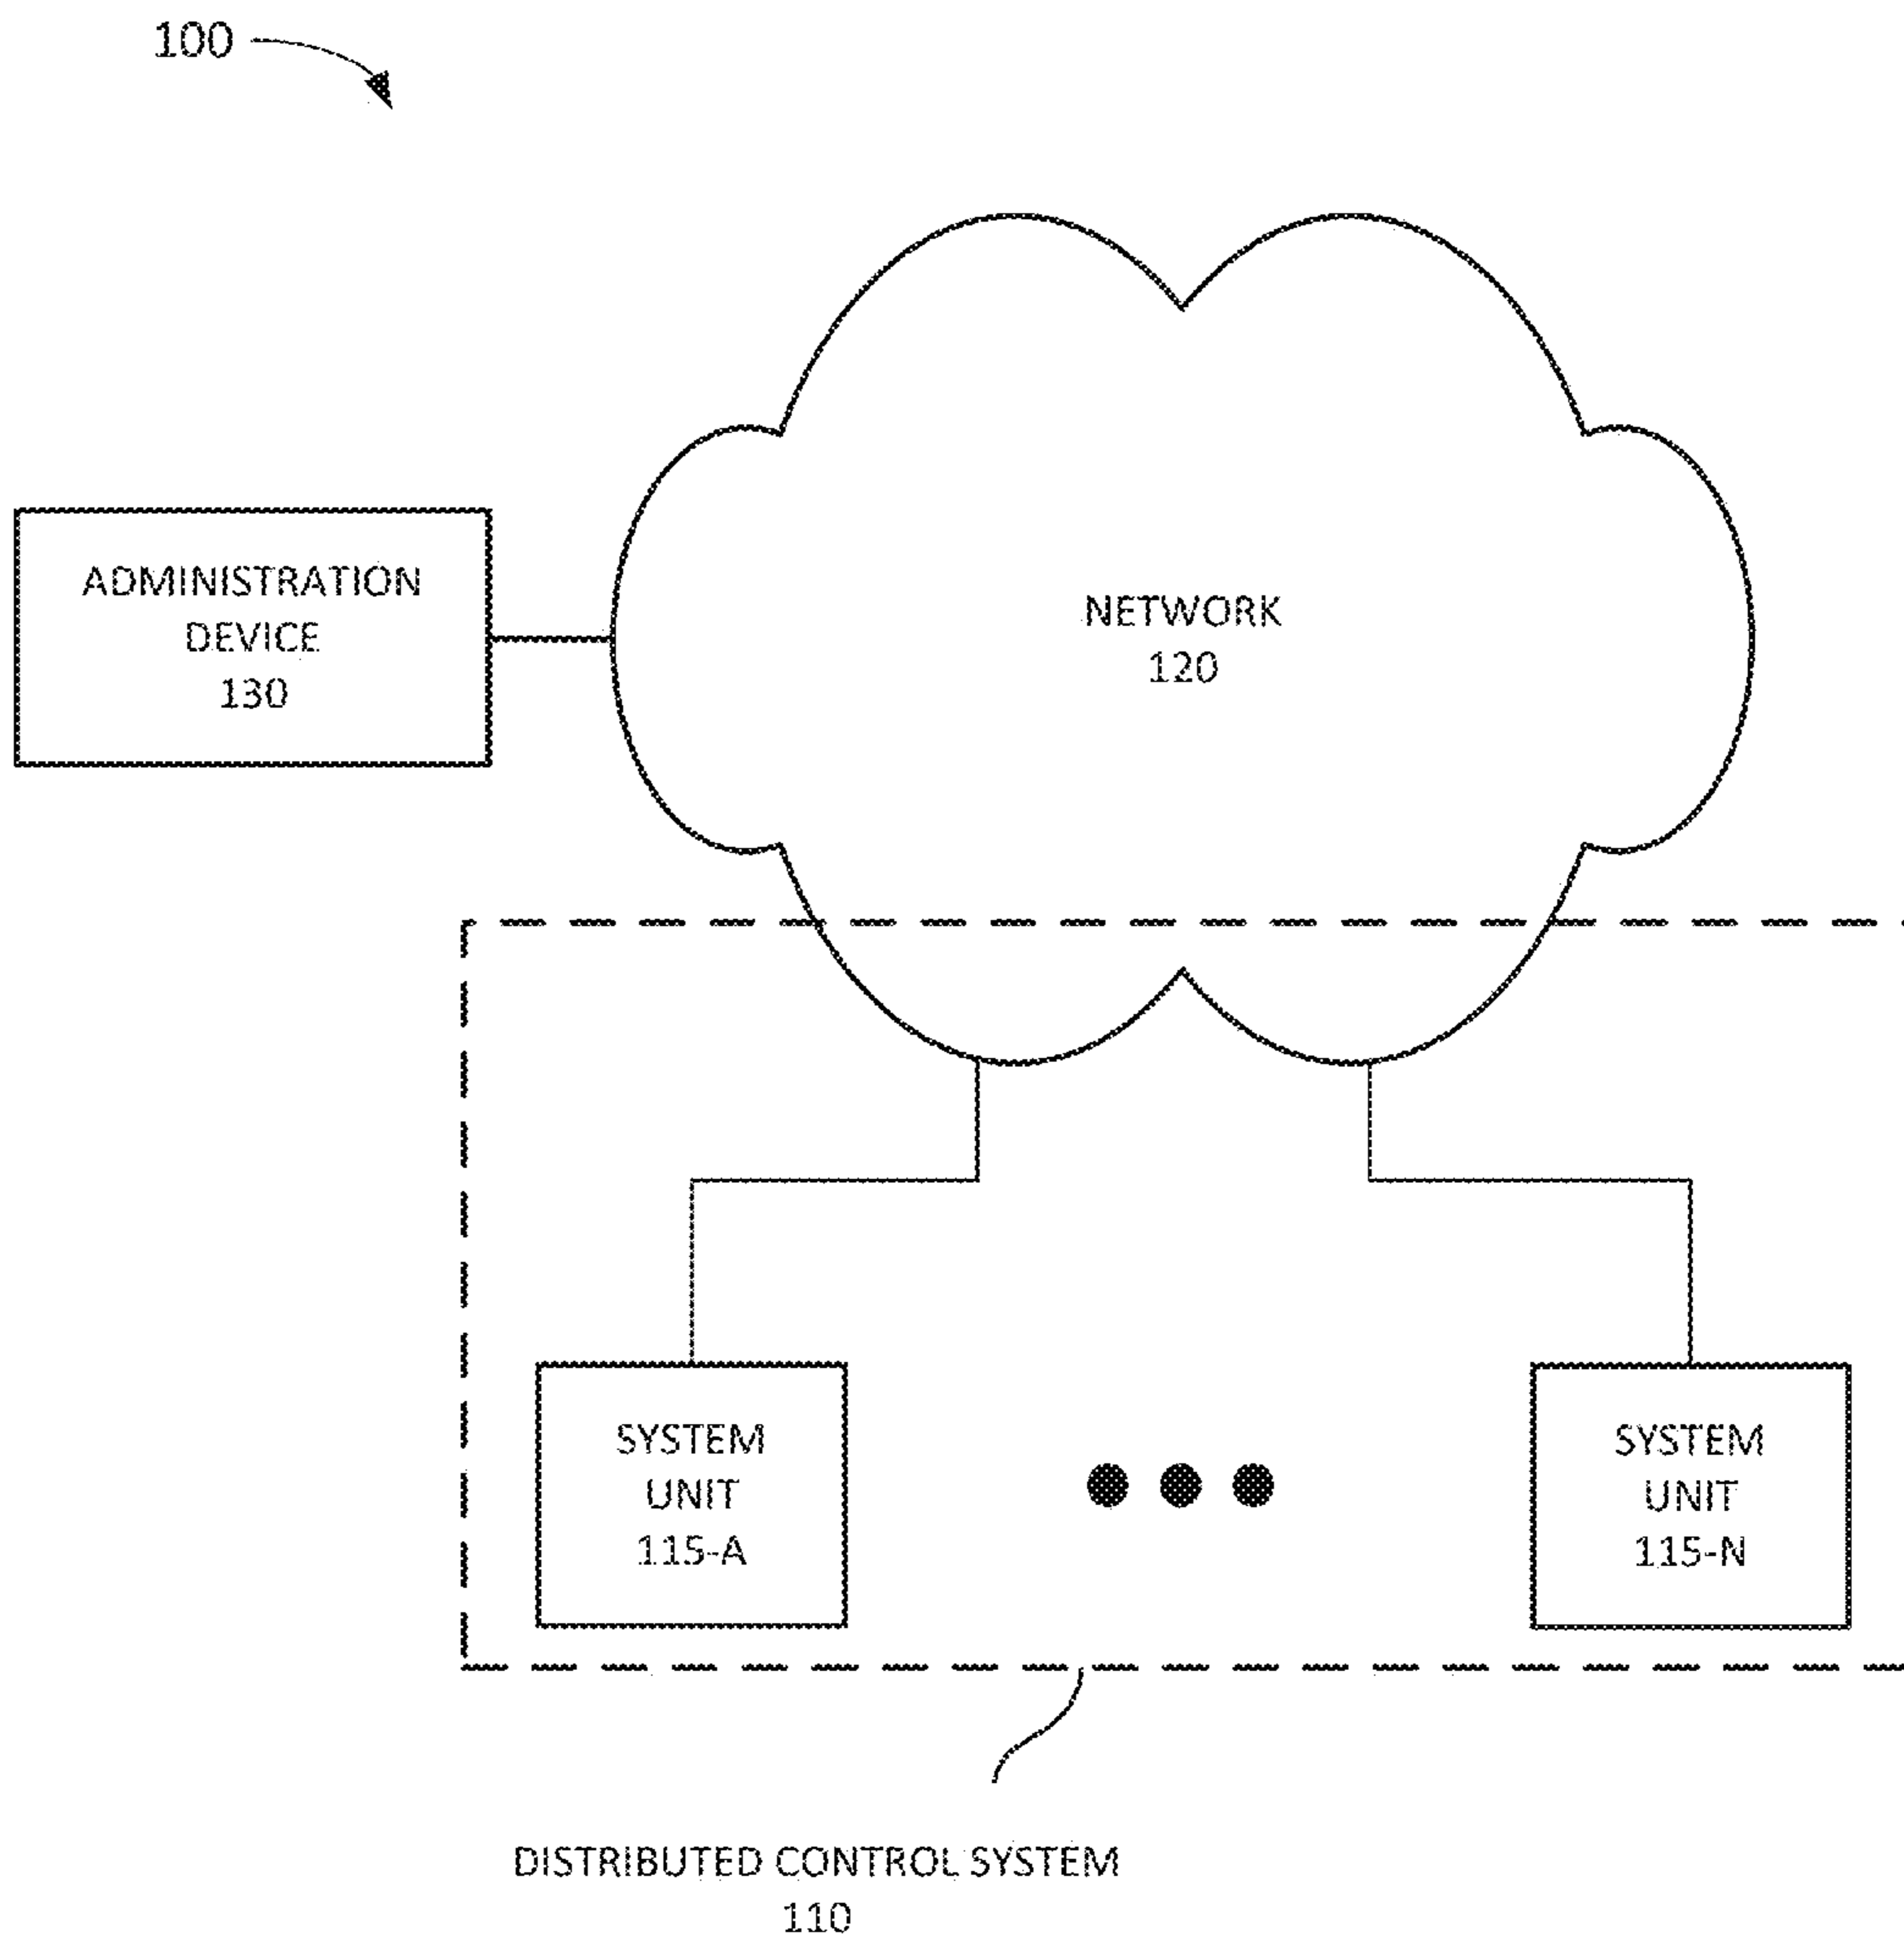 100
ADMINISTRATION
DEVICE
130
NETWORK
120
SYSTEM
UNIT
115-A
SYSTEM
UNIT
115-N
DISTRIBUTED CONTROL SYSTEM
110